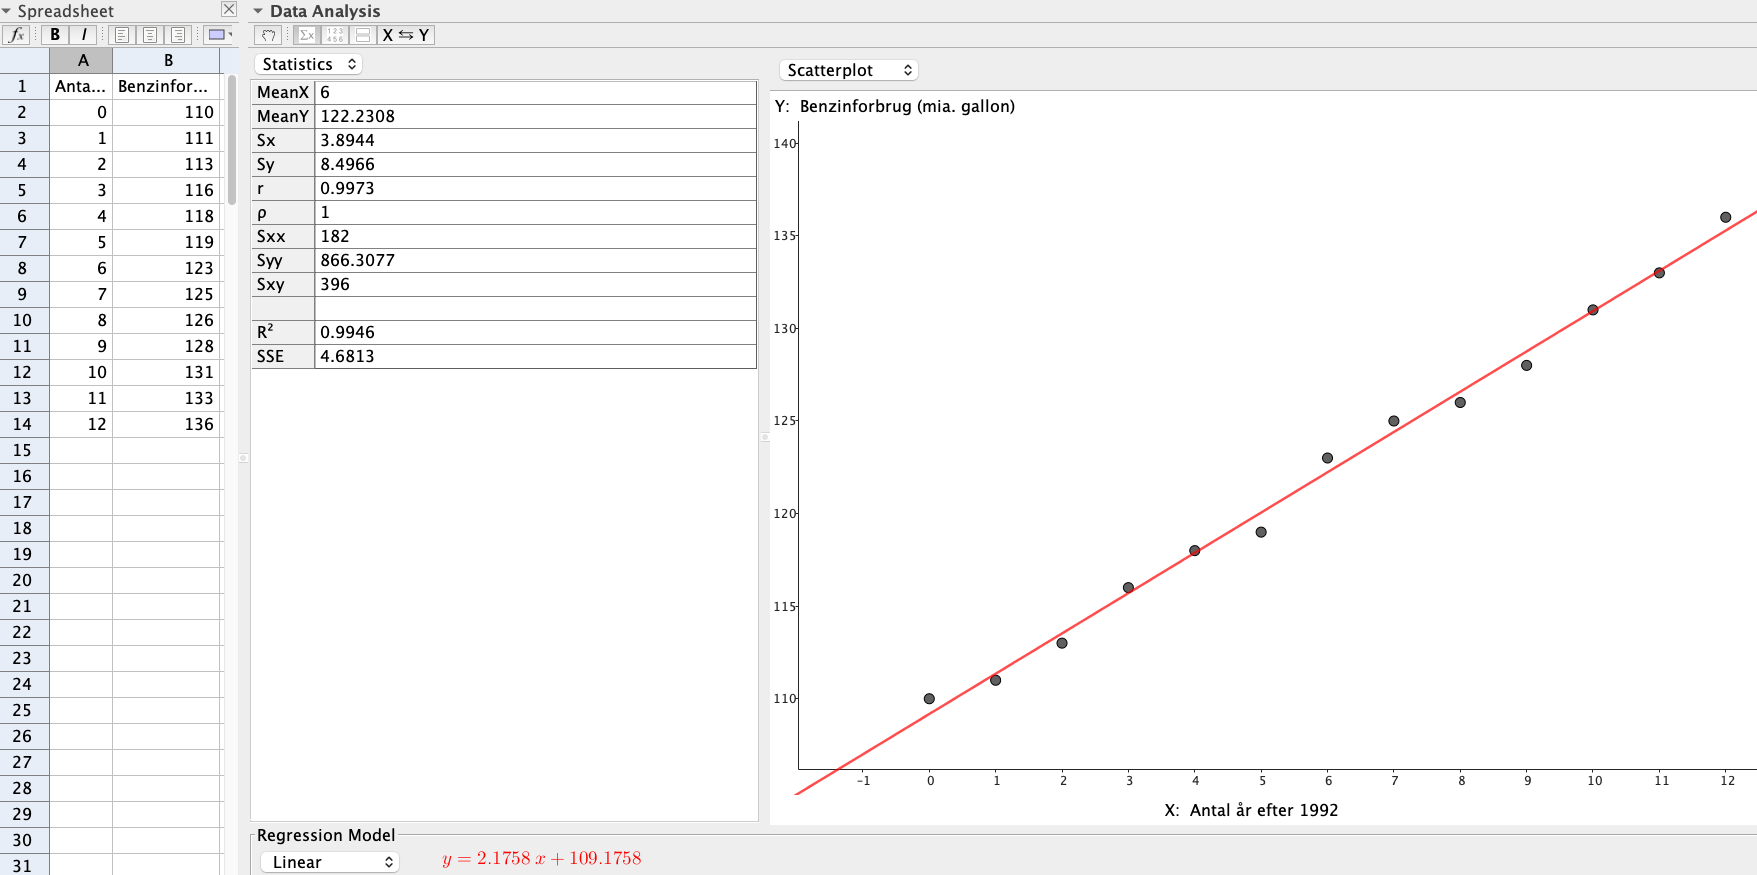 Spreadsheet
Data Analysis
fx B I
Σx 123 456 X ⇆ Y
Statistics
Scatterplot
A B
1 Anta... Benzinfor...
2 0 110
3 1 111
4 2 113
5 3 116
6 4 118
7 5 119
8 6 123
9 7 125
10 8 126
11 9 128
12 10 131
13 11 133
14 12 136
15
16
17
18
19
20
21
22
23
24
25
26
27
28
29
30
31
MeanX 6
MeanY 122.2308
Sx 3.8944
Sy 8.4966
r 0.9973
ρ 1
Sxx 182
Syy 866.3077
Sxy 396
R² 0.9946
SSE 4.6813
Y: Benzinforbrug (mia. gallon)
140
135
130
125
120
115
110
-1 0 1 2 3 4 5 6 7 8 9 10 11 12
X: Antal år efter 1992
Regression Model
Linear
y = 2.1758 x + 109.1758